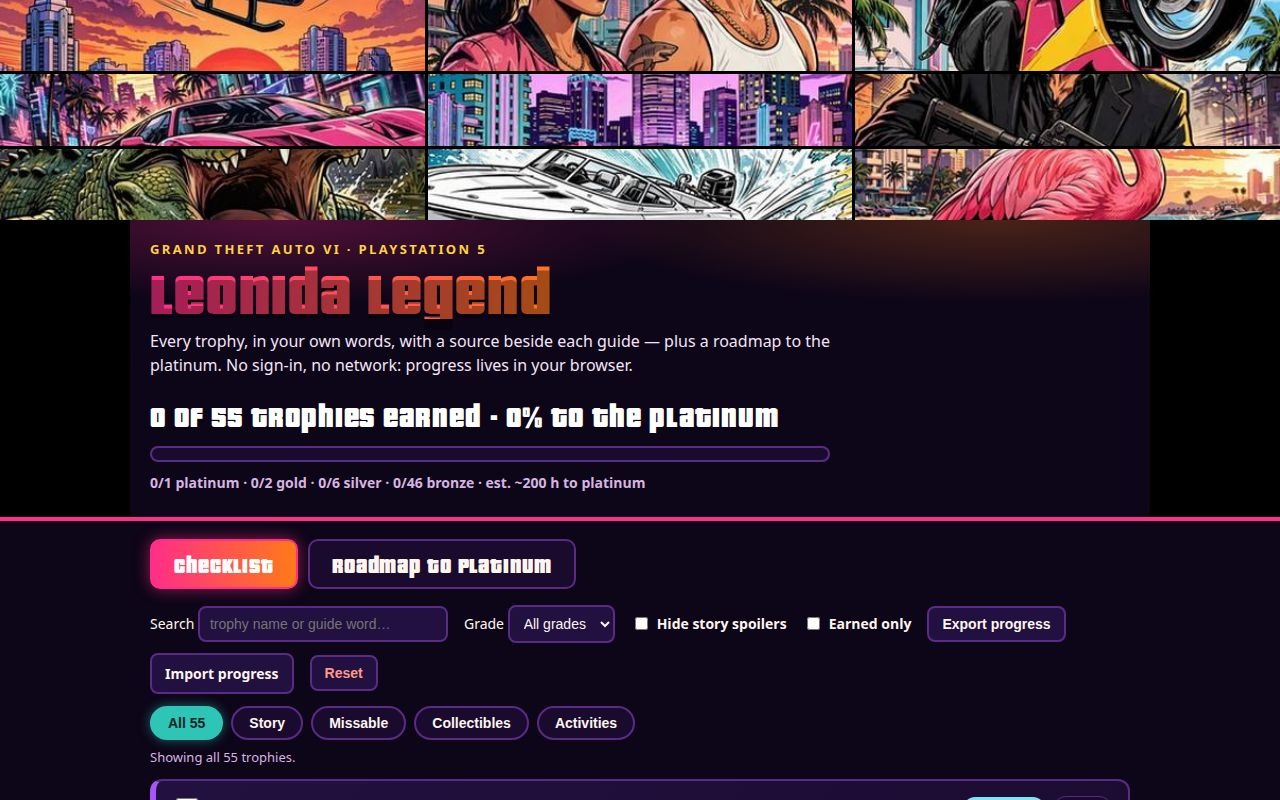 GRAND THEFT AUTO VI · PLAYSTATION 5
Leonida Legend
Every trophy, in your own words, with a source beside each guide — plus a roadmap to the
platinum. No sign-in, no network: progress lives in your browser.
0 of 55 trophies earned · 0% to the platinum
0/1 platinum · 0/2 gold · 0/6 silver · 0/46 bronze · est. ~200 h to platinum
Checklist Roadmap to Platinum
Search trophy name or guide word… Grade All grades Hide story spoilers Earned only Export progress
Import progress Reset
All 55 Story Missable Collectibles Activities
Showing all 55 trophies.